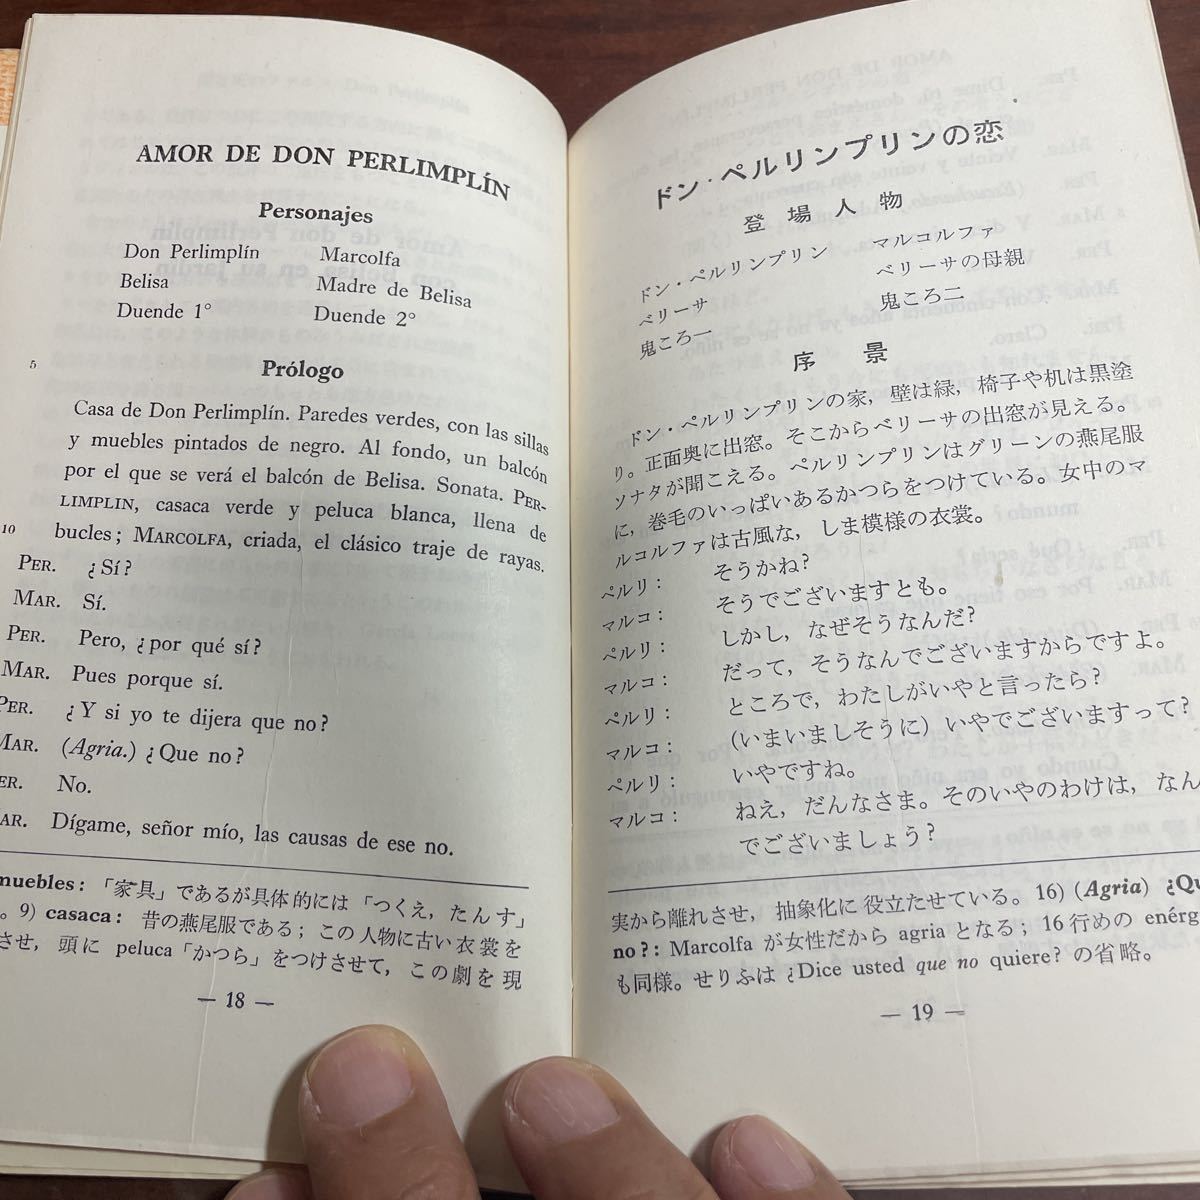 AMOR DE DON PERLIMPLÍN
Personajes
Don Perlimplín Marcolfa
Belisa Madre de Belisa
Duende 1° Duende 2°
5 Prólogo
Casa de Don Perlimplín. Paredes verdes, con las sillas
y muebles pintados de negro. Al fondo, un balcón
por el que se verá el balcón de Belisa. Sonata. PER-
LIMPLIN, casaca verde y peluca blanca, llena de
10 bucles; MARCOLFA, criada, el clásico traje de rayas.
PER. ¿Sí?
MAR. Sí.
PER. Pero, ¿por qué sí?
MAR. Pues porque sí.
PER. ¿Y si yo te dijera que no?
MAR. (Agria.) ¿Que no?
ER. No.
AR. Dígame, señor mío, las causas de ese no.
muebles: 「家具」であるが具体的には「つくえ, たんす」
。9) casaca: 昔の燕尾服である; この人物に古い衣裳を
させ, 頭に peluca「かつら」をつけさせて, この劇を現
— 18 —
ドン・ペルリンプリンの恋
登場人物
ドン・ペルリンプリン マルコルファ
ベリーサ ベリーサの母親
鬼ころ一 鬼ころ二
序景
ドン・ペルリンプリンの家, 壁は緑, 椅子や机は黒塗
り。正面奥に出窓。そこからベリーサの出窓が見える。
ソナタが聞こえる。ペルリンプリンはグリーンの燕尾服
に, 巻毛のいっぱいあるかつらをつけている。女中のマ
ルコルファは古風な, しま模様の衣裳。
ペルリ: そうかね?
マルコ: そうでございますとも。
ペルリ: しかし, なぜそうなんだ?
マルコ: だって, そうなんでございますからですよ。
ペルリ: ところで, わたしがいやと言ったら?
マルコ: (いまいましそうに) いやでございますって?
ペルリ: いやですね。
マルコ: ねえ, だんなさま。そのいやのわけは, なん
でございましょう?
実から離れさせ, 抽象化に役立たせている。16) (Agria) ¿Qu
no?: Marcolfa が女性だから agria となる; 16行めの enérg
も同様。せりふは ¿Dice usted que no quiere? の省略。
— 19 —